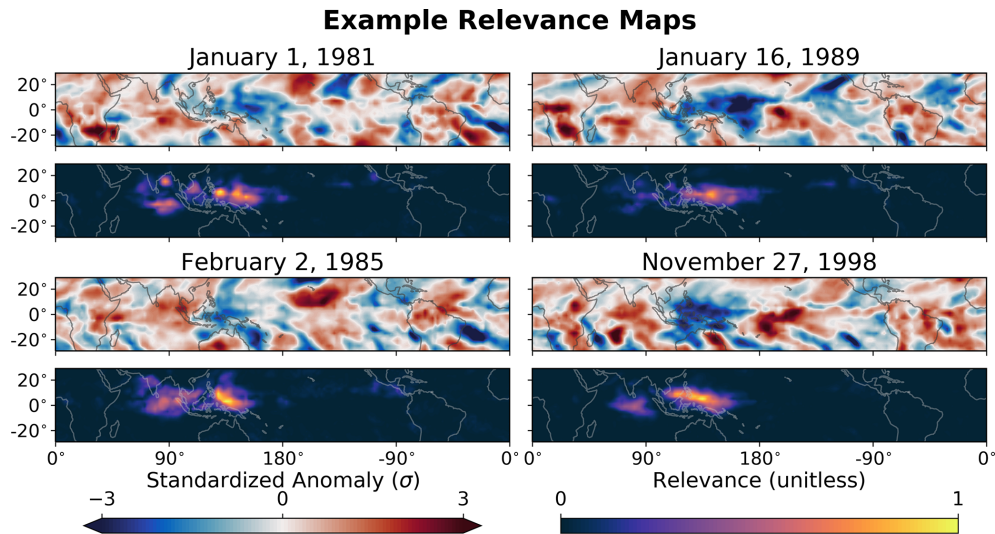 Example Relevance Maps
January 1, 1981
January 16, 1989
20°
0°
-20°
20°
0°
-20°
February 2, 1985
November 27, 1998
20°
0°
-20°
20°
0°
-20°
0° 90° 180° -90° 0°
0° 90° 180° -90° 0°
Standardized Anomaly (σ)
Relevance (unitless)
−3 0 3
0 1